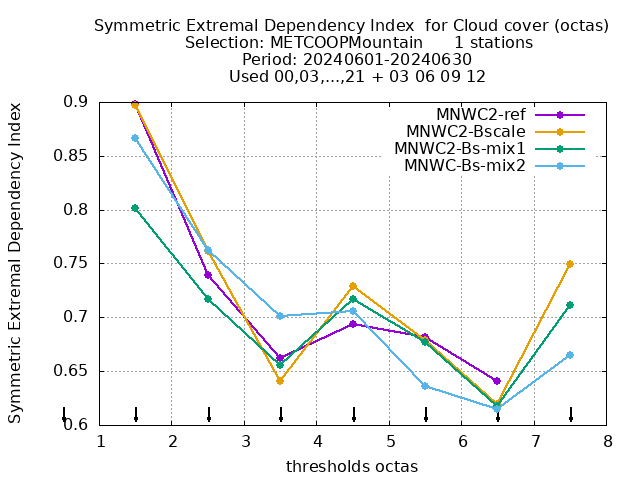 Symmetric Extremal Dependency Index  for Cloud cover (octas)
Selection: METCOOPMountain      1 stations
Period: 20240601-20240630
Used 00,03,...,21 + 03 06 09 12
Symmetric Extremal Dependency Index
0.9
0.85
0.8
0.75
0.7
0.65
0.6
MNWC2-ref
MNWC2-Bscale
MNWC2-Bs-mix1
MNWC-Bs-mix2
1 2 3 4 5 6 7 8
thresholds octas